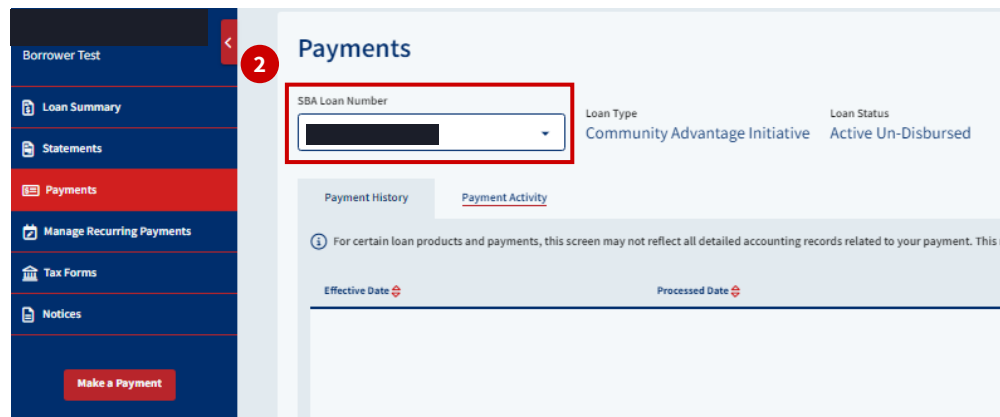 Borrower Test
Loan Summary
Statements
Payments
Manage Recurring Payments
Tax Forms
Notices
Make a Payment
2
Payments
SBA Loan Number
Loan Type
Community Advantage Initiative
Loan Status
Active Un-Disbursed
Payment History
Payment Activity
For certain loan products and payments, this screen may not reflect all detailed accounting records related to your payment. This
Effective Date
Processed Date